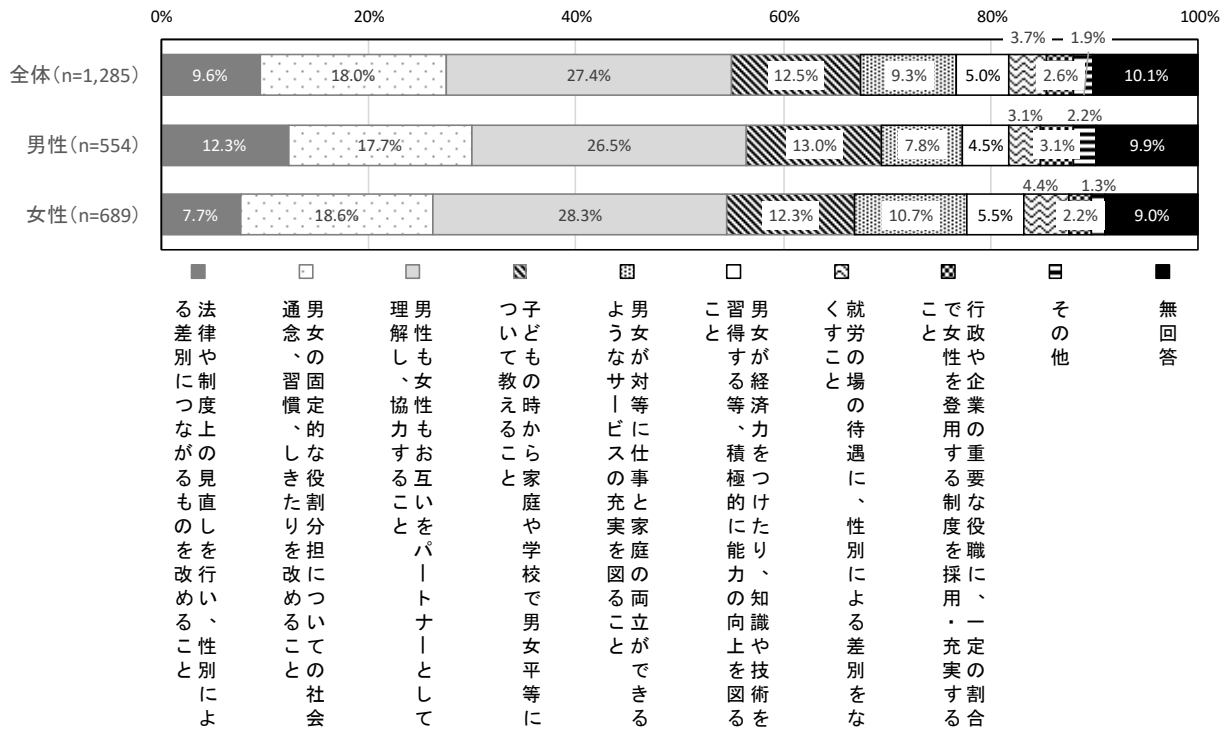 0% 20% 40% 60% 80% 100%
3.7% 1.9%
全体(n=1,285) 9.6% 18.0% 27.4% 12.5% 9.3% 5.0% 2.6% 10.1%
3.1% 2.2%
男性(n=554) 12.3% 17.7% 26.5% 13.0% 7.8% 4.5% 3.1% 9.9%
4.4% 1.3%
女性(n=689) 7.7% 18.6% 28.3% 12.3% 10.7% 5.5% 2.2% 9.0%
法律や制度上の見直しを行い、性別によ
る差別につながるものを改めること
男女の固定的な役割分担についての社会
通念、習慣、しきたりを改めること
男性も女性もお互いをパートナーとして
理解し、協力すること
子どもの時から家庭や学校で男女平等に
ついて教えること
男女が対等に仕事と家庭の両立ができる
ようなサービスの充実を図ること
男女が経済力をつけたり、知識や技術を
習得する等、積極的に能力の向上を図る
こと
就労の場の待遇に、性別による差別をな
くすこと
行政や企業の重要な役職に、一定の割合
で女性を登用する制度を採用・充実する
こと
その他
無回答